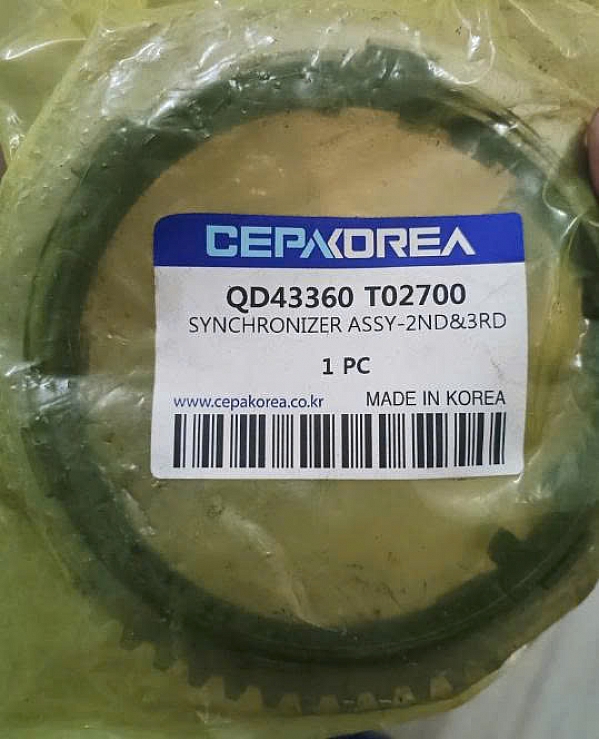 CEPAKOREA
QD43360 T02700
SYNCHRONIZER ASSY-2ND&3RD
1 PC
www.cepakorea.co.kr MADE IN KOREA